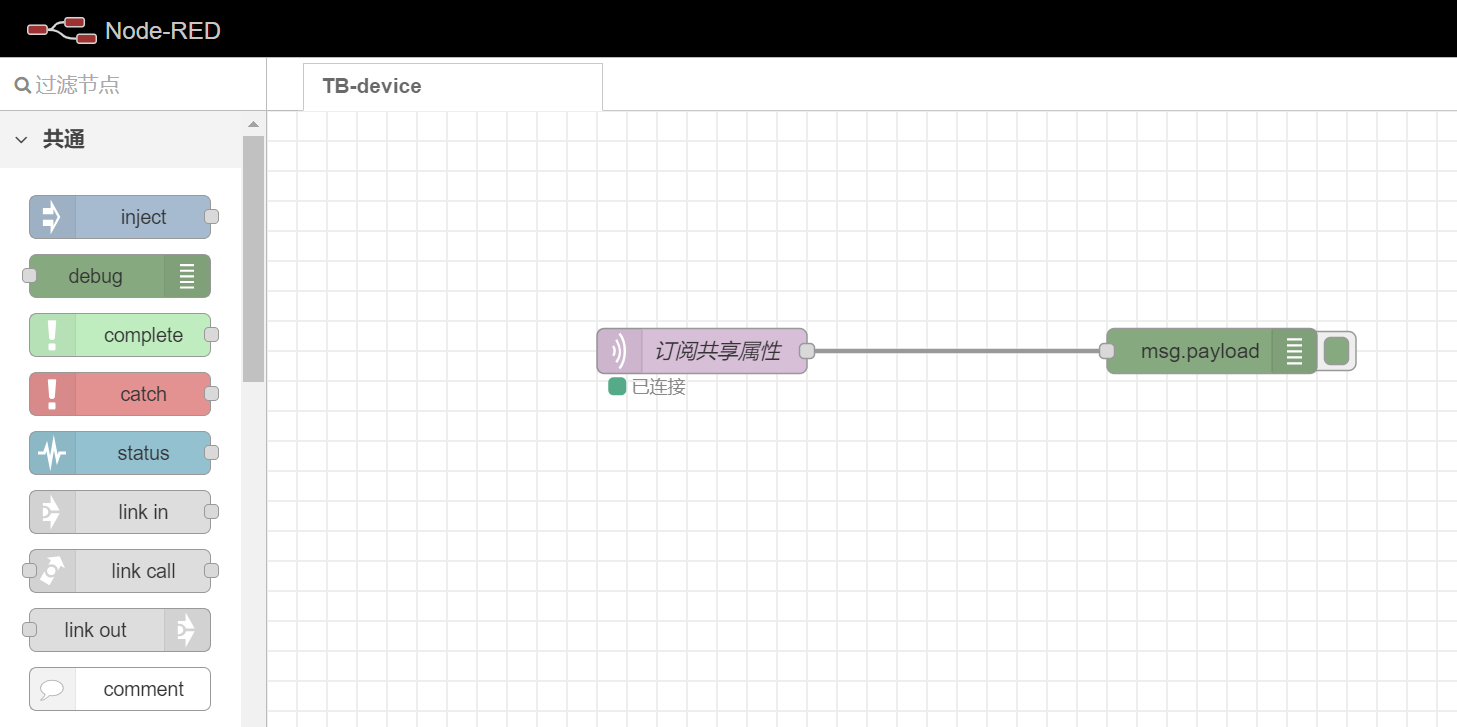 Node-RED
过滤节点
TB-device
共通
inject
debug
complete
catch
status
link in
link call
link out
comment
订阅共享属性
已连接
msg.payload